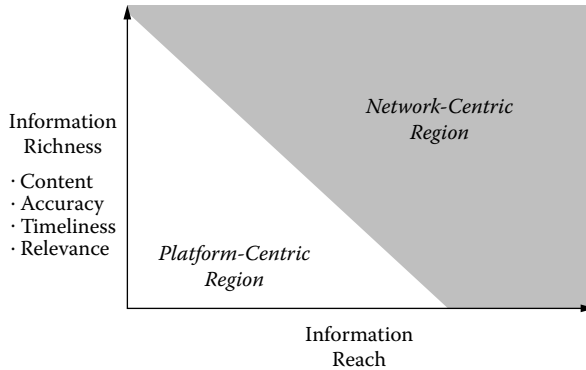 Information
Richness
· Content
· Accuracy
· Timeliness
· Relevance
Network-Centric
Region
Platform-Centric
Region
Information
Reach